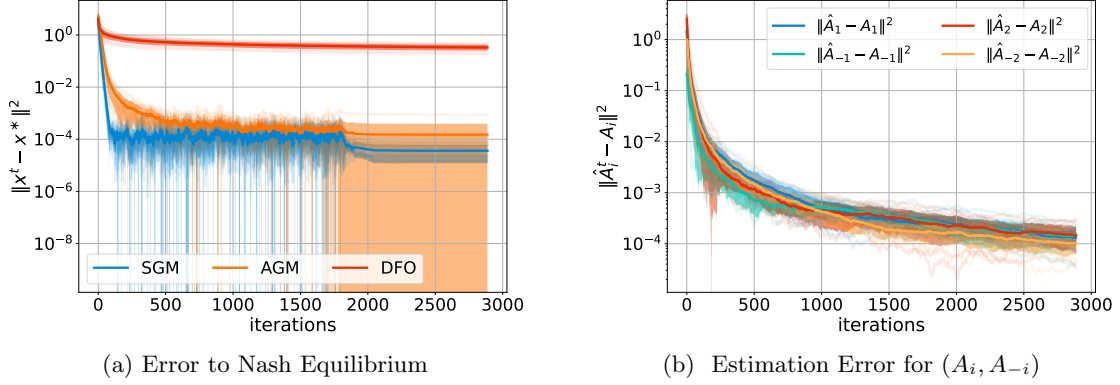 ‖x^t − x*‖^2
10^0
10^−2
10^−4
10^−6
10^−8
SGM AGM DFO
0 500 1000 1500 2000 2500 3000
iterations
(a) Error to Nash Equilibrium
‖Â_i^t − A_i‖^2
10^−1
10^−2
10^−3
10^−4
‖Â_1 − A_1‖^2 ‖Â_2 − A_2‖^2
‖Â_−1 − A_−1‖^2 ‖Â_−2 − A_−2‖^2
0 500 1000 1500 2000 2500 3000
iterations
(b) Estimation Error for (A_i, A_−i)